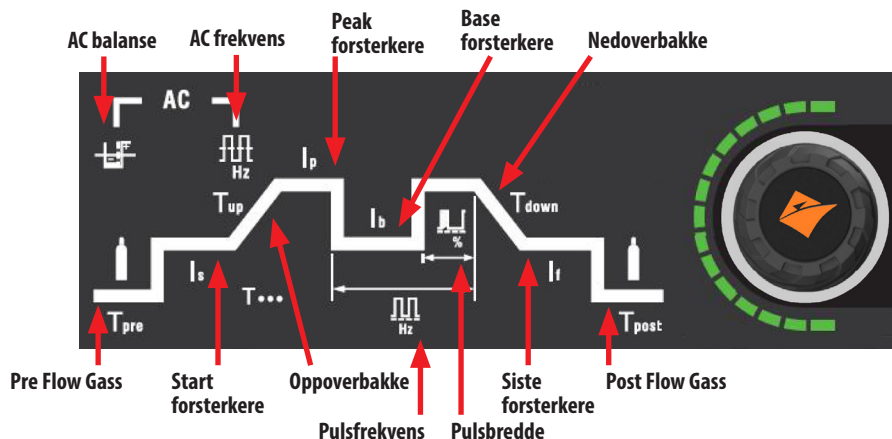 AC balanse
AC frekvens
Peak
forsterkere
Base
forsterkere
Nedoverbakke
AC
Hz
Ip
Tup
Ib
Tdown
%
Is
T•••
If
Hz
Tpre
Tpost
Pre Flow Gass
Start
forsterkere
Oppoverbakke
Siste
forsterkere
Post Flow Gass
Pulsfrekvens
Pulsbredde